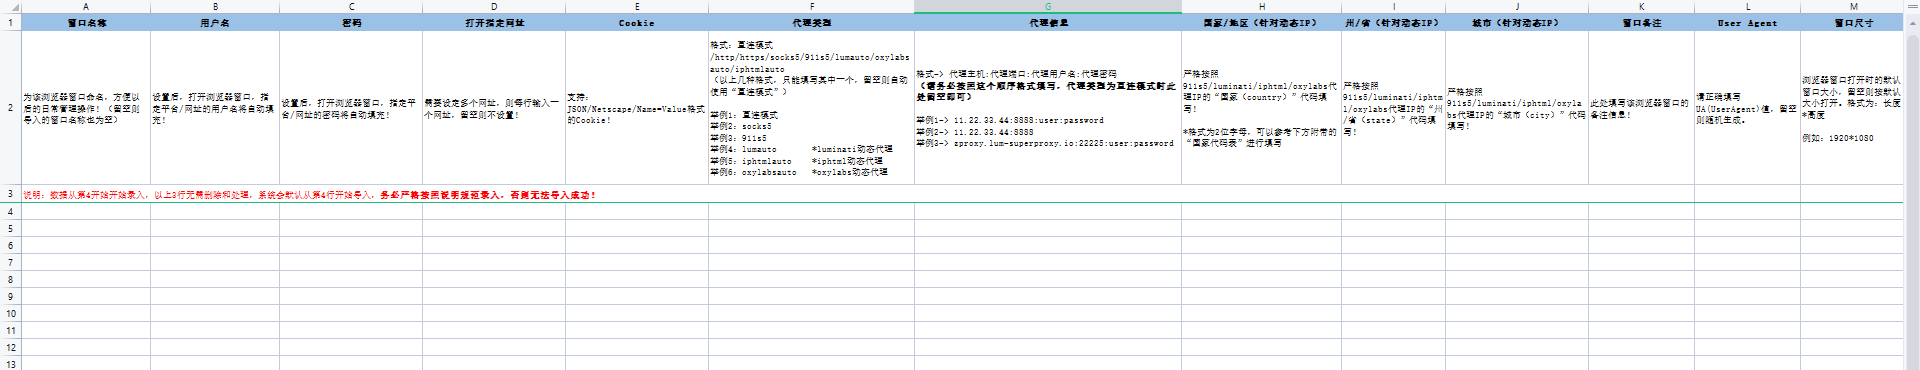 A B C D E F G H I J K L M
1 窗口名称 用户名 密码 打开指定网址 Cookie 代理类型 代理信息 国家/地区（针对动态IP） 州/省（针对动态IP） 城市（针对动态IP） 窗口备注 User Agent 窗口尺寸
2
为该浏览器窗口命名，方便以
后的日常管理操作！（留空则
导入的窗口名称也为空）
设置后，打开浏览器窗口，指
定平台/网址的用户名将自动填
充！
设置后，打开浏览器窗口，指定平
台/网址的密码将自动填充！
需要设定多个网址，则每行输入一
个网址，留空则不设置！
支持：
JSON/Netscape/Name=Value格式
的Cookie！
格式：直连模式
/http/https/socks5/911s5/lumauto/oxylabs
auto/iphtmlauto
（以上几种格式，只能填写其中一个，留空则自动
使用“直连模式”）
举例1：直连模式
举例2：socks5
举例3：911s5
举例4：lumauto *luminati动态代理
举例5：iphtmlauto *iphtml动态代理
举例6：oxylabsauto *oxylabs动态代理
格式-> 代理主机:代理端口:代理用户名:代理密码
（请务必按照这个顺序格式填写，代理类型为直连模式时此
处留空即可）
举例1-> 11.22.33.44:8888:user:password
举例2-> 11.22.33.44:8888
举例3-> zproxy.lum-superproxy.io:22225:user:password
严格按照
911s5/luminati/iphtml/oxylabs代
理IP的“国家（country）”代码填
写！
*格式为2位字母，可以参考下方附带的
“国家代码表”进行填写
严格按照
911s5/luminati/iphtm
l/oxylabs代理IP的“州
/省（state）”代码填
写！
严格按照
911s5/luminati/iphtml/oxyla
bs代理IP的“城市（city）”代码
填写！
此处填写该浏览器窗口的
备注信息！
请正确填写
UA(UserAgent)值，留空
则随机生成。
浏览器窗口打开时的默认
窗口大小，留空则按默认
大小打开。格式为：长度
*高度
例如：1920*1080
3 说明：数据从第4开始开始录入，以上3行无需删除和处理，系统会默认从第4行开始导入，务必严格按照说明规范录入，否则无法导入成功！
4
5
6
7
8
9
10
11
12
13